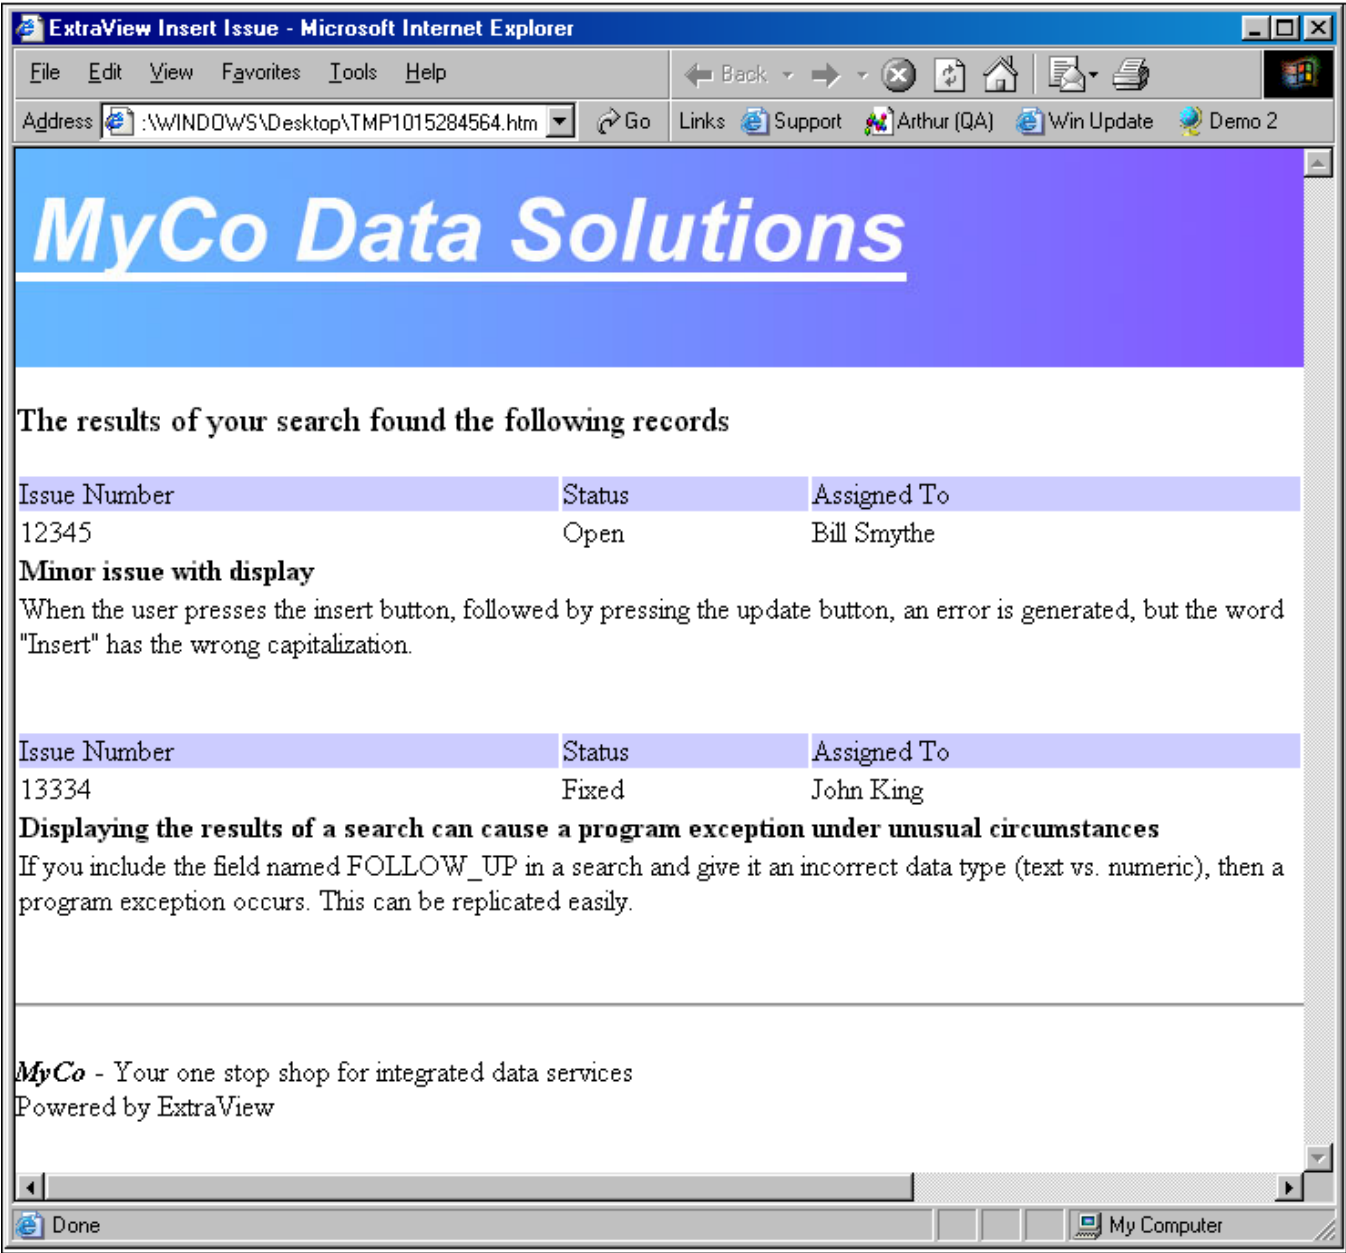 ExtraView Insert Issue - Microsoft Internet Explorer
File Edit View Favorites Tools Help Back
Address :\WINDOWS\Desktop\TMP1015284564.htm Go Links Support Arthur (QA) Win Update Demo 2
MyCo Data Solutions
The results of your search found the following records
Issue Number Status Assigned To
12345 Open Bill Smythe
Minor issue with display
When the user presses the insert button, followed by pressing the update button, an error is generated, but the word
"Insert" has the wrong capitalization.
Issue Number Status Assigned To
13334 Fixed John King
Displaying the results of a search can cause a program exception under unusual circumstances
If you include the field named FOLLOW_UP in a search and give it an incorrect data type (text vs. numeric), then a
program exception occurs. This can be replicated easily.
MyCo - Your one stop shop for integrated data services
Powered by ExtraView
Done My Computer